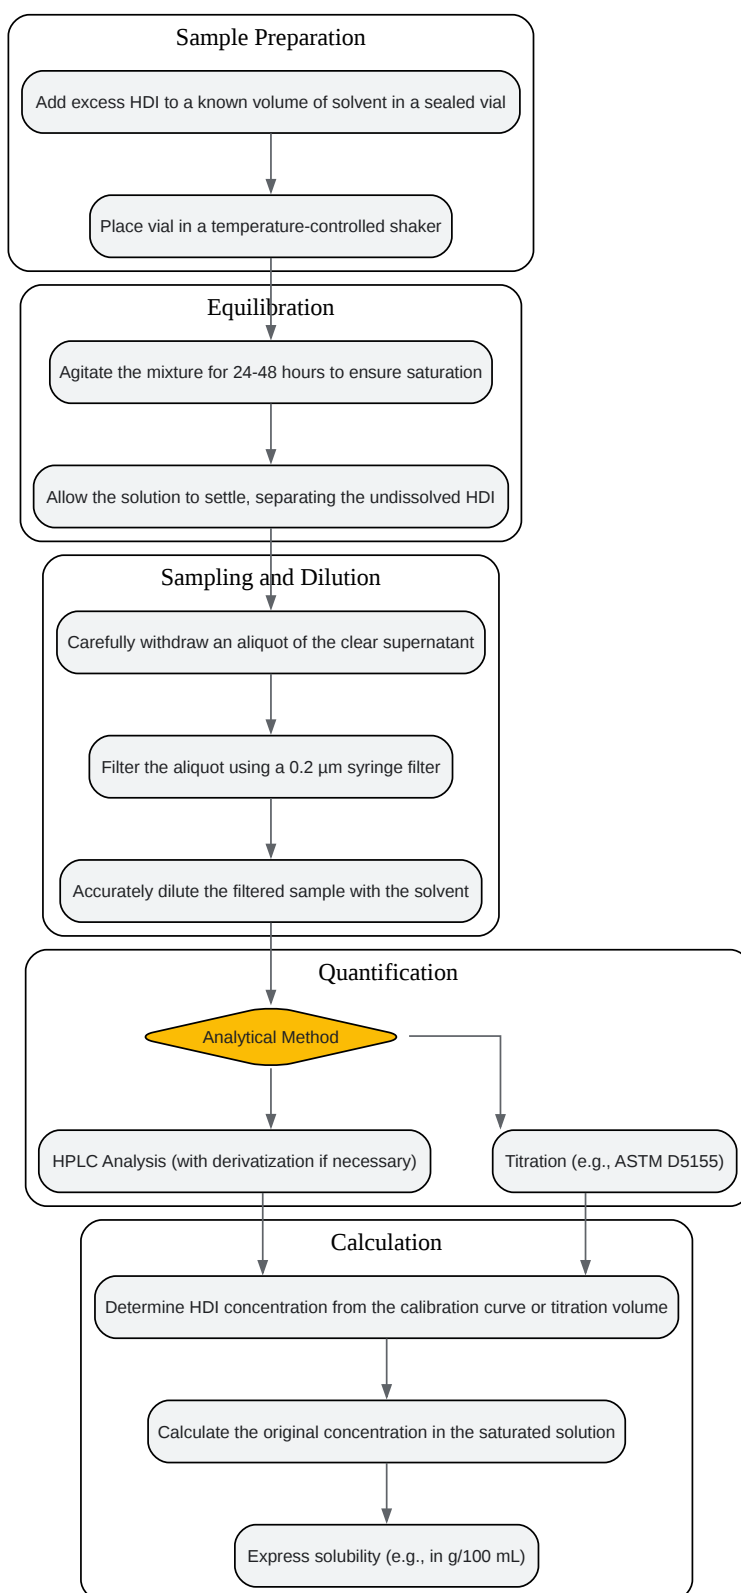 Sample Preparation
Add excess HDI to a known volume of solvent in a sealed vial
Place vial in a temperature-controlled shaker
Equilibration
Agitate the mixture for 24-48 hours to ensure saturation
Allow the solution to settle, separating the undissolved HDI
Sampling and Dilution
Carefully withdraw an aliquot of the clear supernatant
Filter the aliquot using a 0.2 µm syringe filter
Accurately dilute the filtered sample with the solvent
Quantification
Analytical Method
HPLC Analysis (with derivatization if necessary)
Titration (e.g., ASTM D5155)
Calculation
Determine HDI concentration from the calibration curve or titration volume
Calculate the original concentration in the saturated solution
Express solubility (e.g., in g/100 mL)